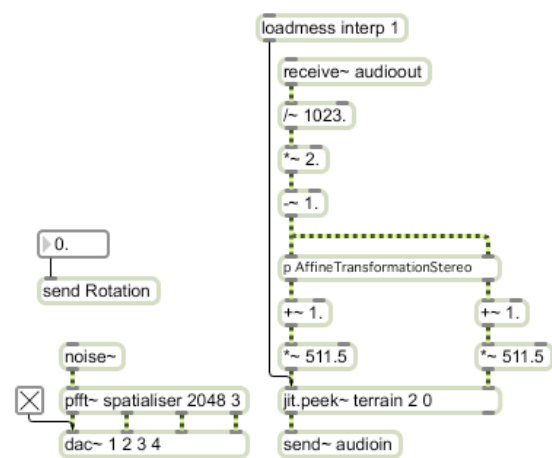 loadmess interp 1
receive~ audioout
/~ 1023.
*~ 2.
-~ 1.
0.
p AffineTransformationStereo
send Rotation
+~ 1.
+~ 1.
noise~
*~ 511.5
*~ 511.5
pfft~ spatialiser 2048 3
jit.peek~ terrain 2 0
dac~ 1 2 3 4
send~ audioin